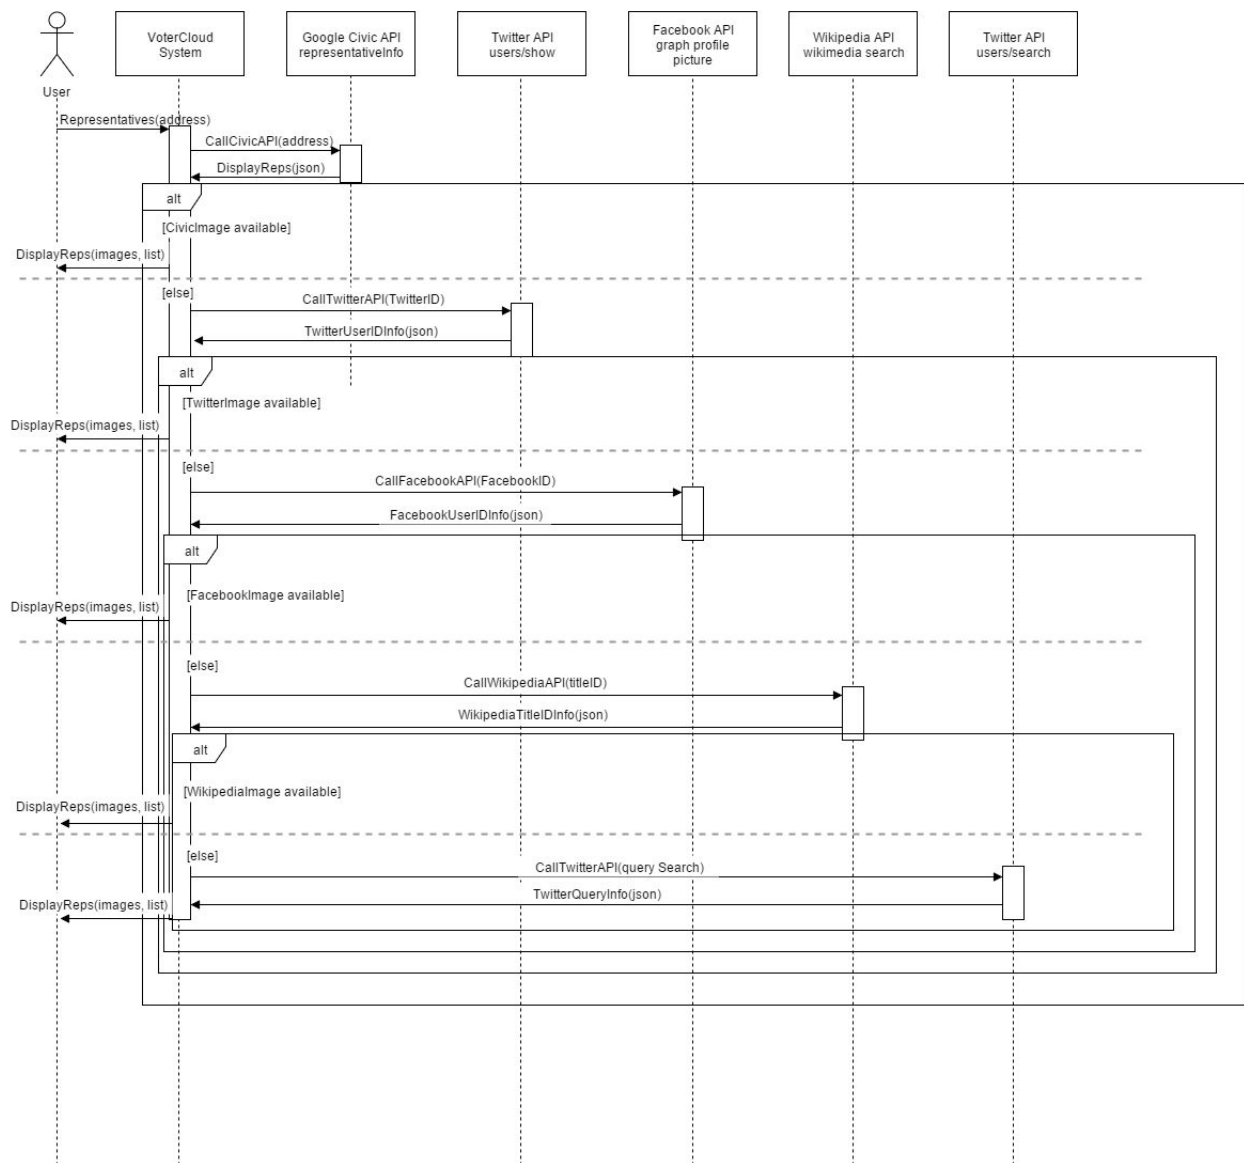 VoterCloud
System
Google Civic API
representativeInfo
Twitter API
users/show
Facebook API
graph profile
picture
Wikipedia API
wikimedia search
Twitter API
users/search
User
Representatives(address)
CallCivicAPI(address)
DisplayReps(json)
alt
[CivicImage available]
DisplayReps(images, list)
[else]
CallTwitterAPI(TwitterID)
TwitterUserIDInfo(json)
alt
[TwitterImage available]
DisplayReps(images, list)
[else]
CallFacebookAPI(FacebookID)
FacebookUserIDInfo(json)
alt
[FacebookImage available]
DisplayReps(images, list)
[else]
CallWikipediaAPI(titleID)
WikipediaTitleIDInfo(json)
alt
[WikipediaImage available]
DisplayReps(images, list)
[else]
CallTwitterAPI(query Search)
TwitterQueryInfo(json)
DisplayReps(images, list)